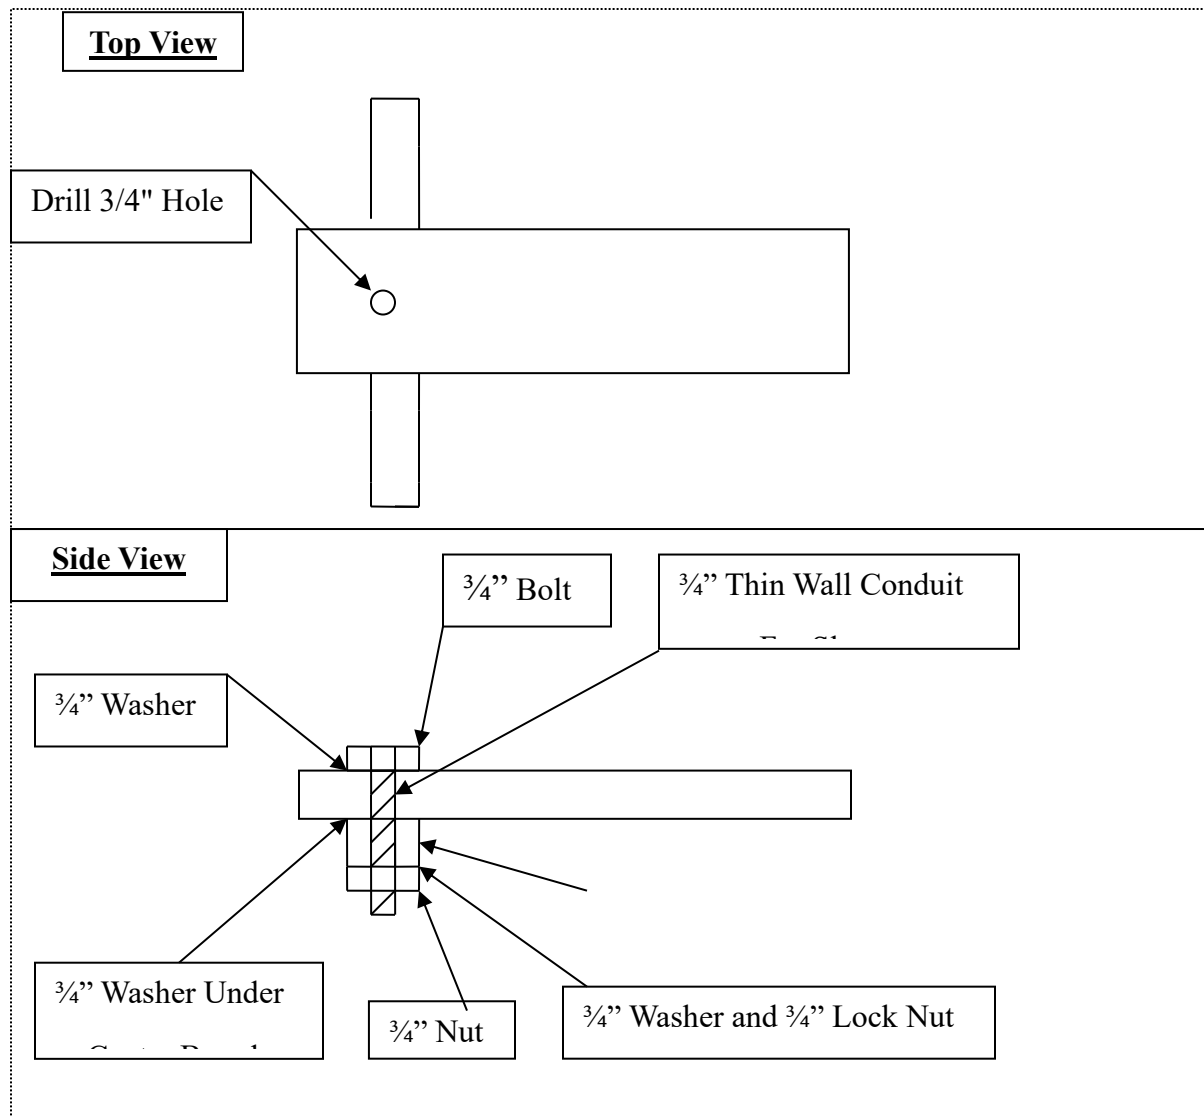 Top View
Drill 3/4" Hole
Side View
¾” Bolt
¾” Thin Wall Conduit
¾” Washer
¾” Washer Under
¾” Nut
¾” Washer and ¾” Lock Nut